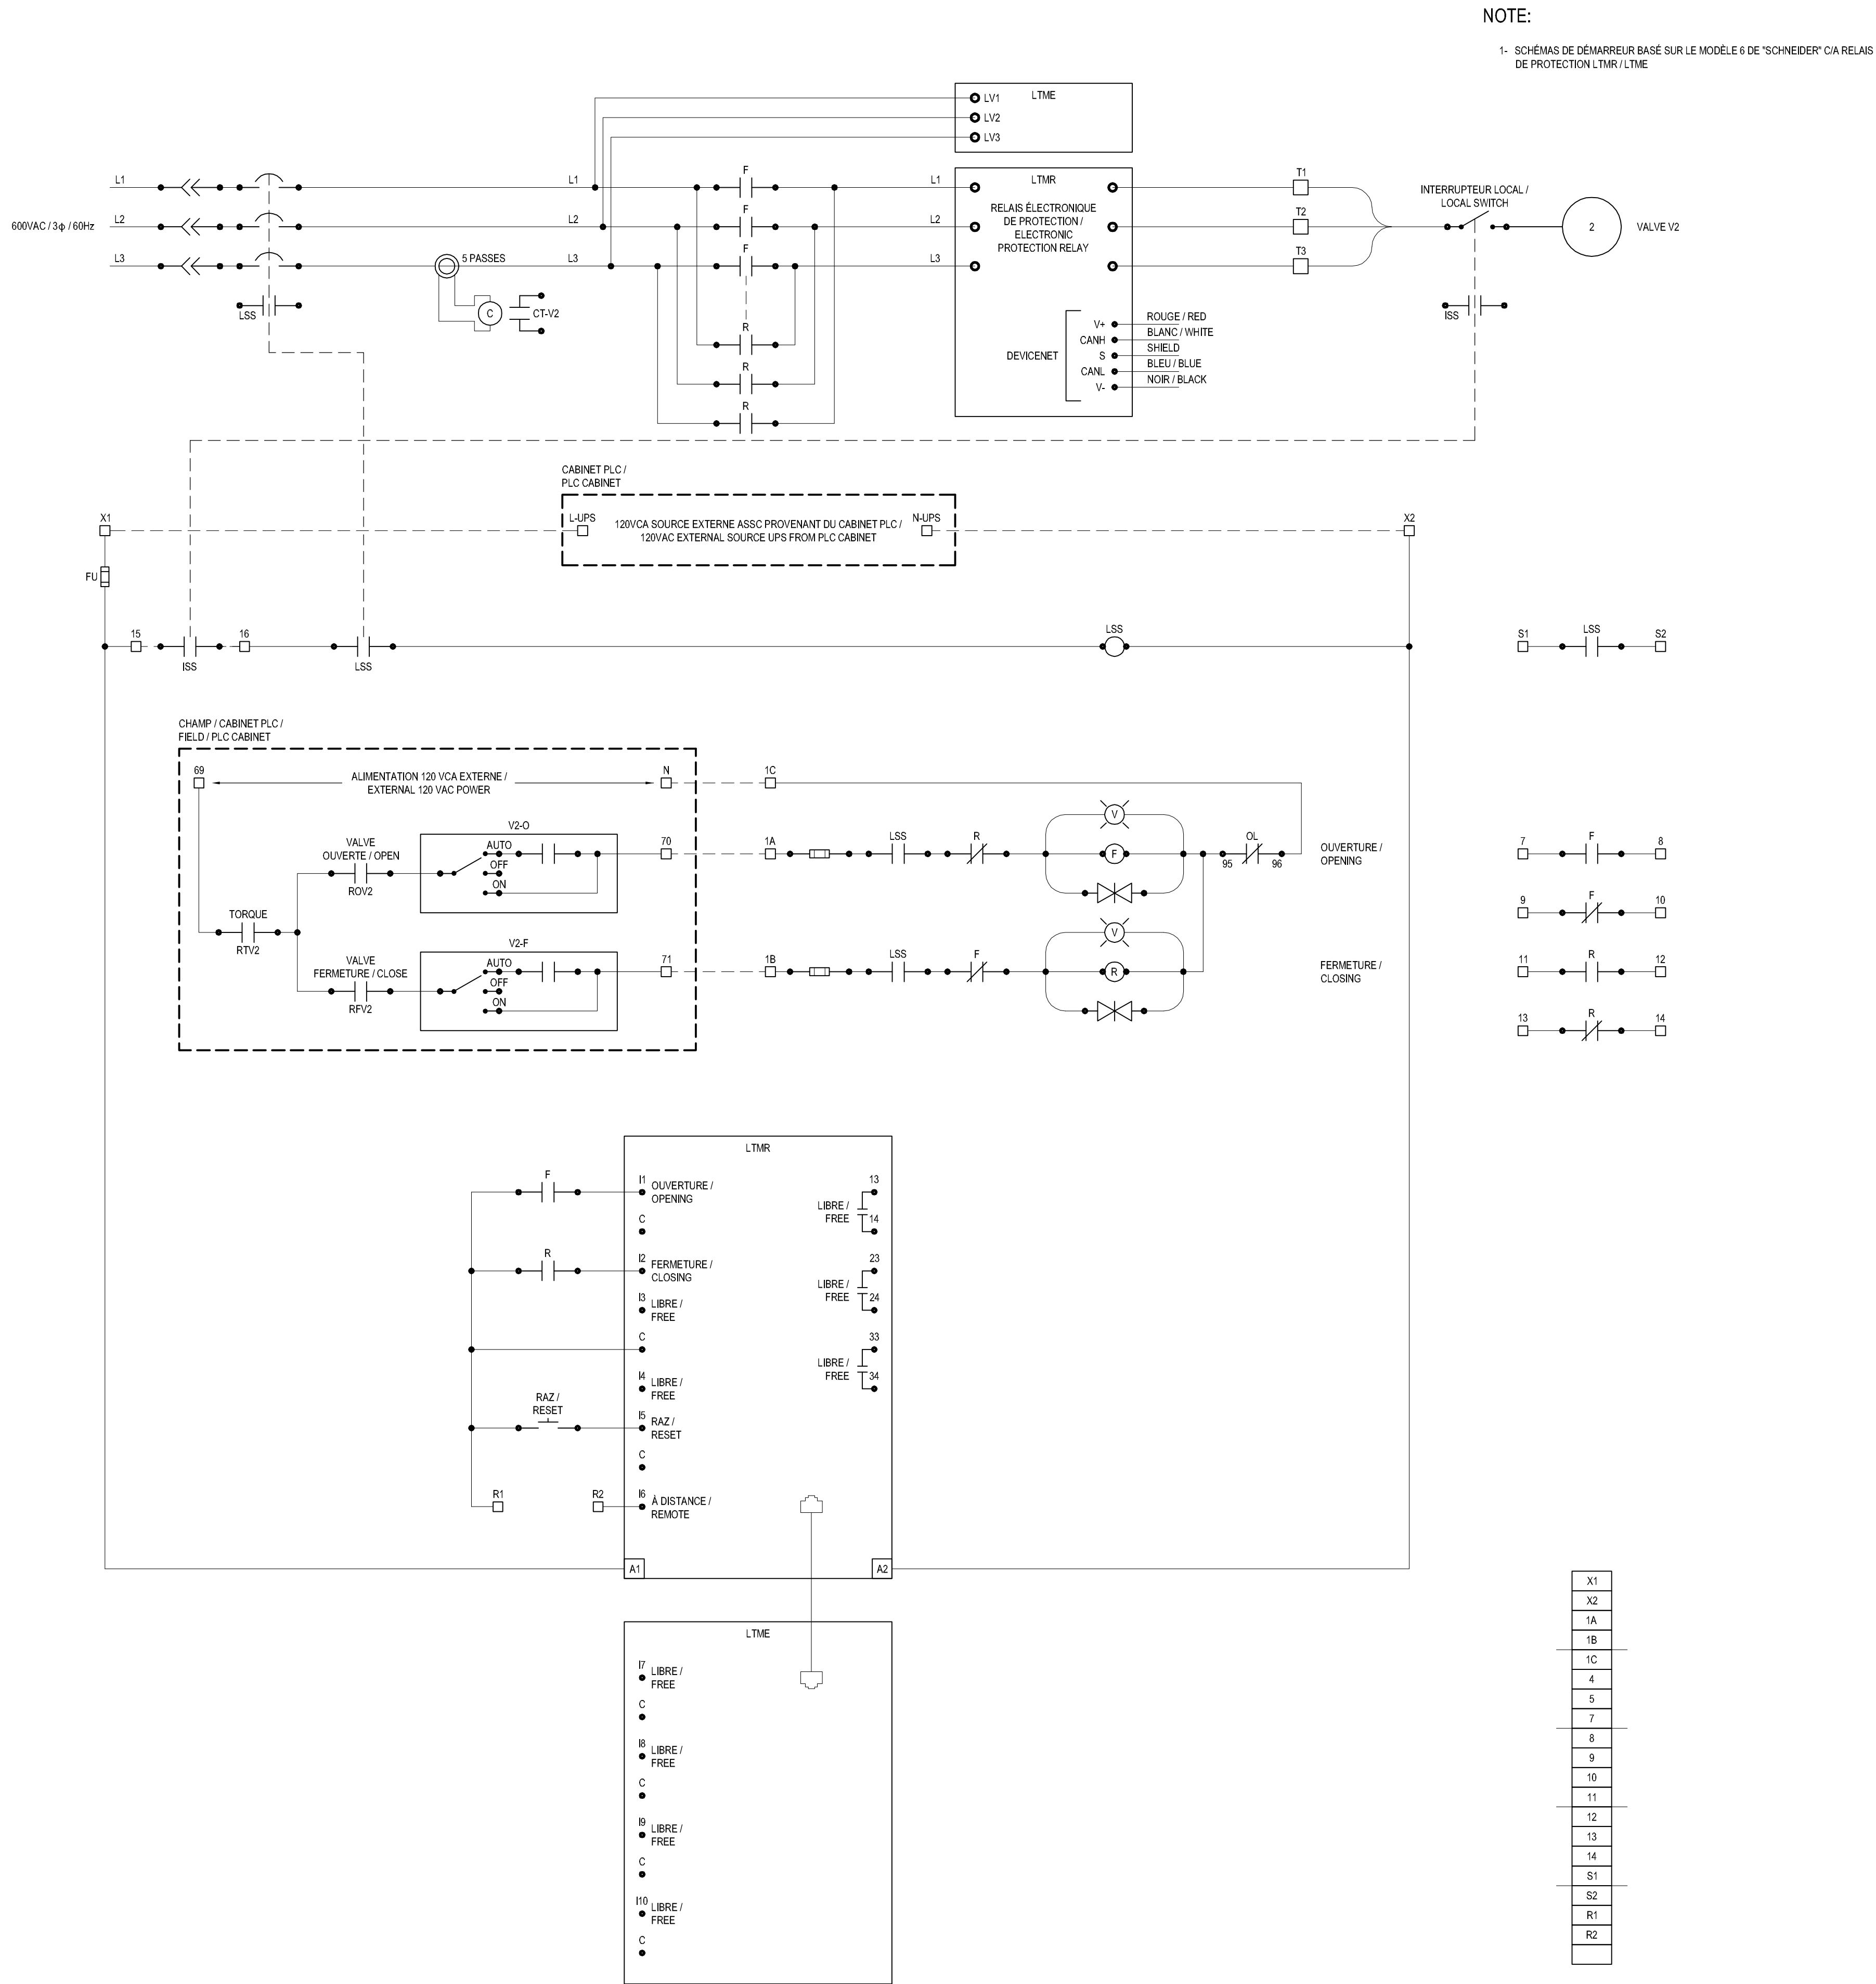 NOTE:
1- SCHÉMAS DE DÉMARREUR BASÉ SUR LE MODÈLE 6 DE "SCHNEIDER" C/A RELAIS
DE PROTECTION LTMR / LTME
LTME
LV1
LV2
LV3
L1
L1
F
L1
LTMR
T1
600VAC / 3ϕ / 60Hz
L2
L2
F
L2
RELAIS ÉLECTRONIQUE
DE PROTECTION /
ELECTRONIC
PROTECTION RELAY
T2
INTERRUPTEUR LOCAL /
LOCAL SWITCH
2
VALVE V2
L3
5 PASSES
L3
F
L3
T3
LSS
C
CT-V2
ISS
R
R
R
DEVICENET
V+
ROUGE / RED
CANH
BLANC / WHITE
S
SHIELD
CANL
BLEU / BLUE
V-
NOIR / BLACK
CABINET PLC /
PLC CABINET
X1
L-UPS
120VCA SOURCE EXTERNE ASSC PROVENANT DU CABINET PLC /
120VAC EXTERNAL SOURCE UPS FROM PLC CABINET
N-UPS
X2
FU
15
ISS
16
LSS
LSS
S1
LSS
S2
CHAMP / CABINET PLC /
FIELD / PLC CABINET
69
ALIMENTATION 120 VCA EXTERNE /
EXTERNAL 120 VAC POWER
N
1C
V2-O
VALVE
OUVERTE / OPEN
ROV2
AUTO
OFF
ON
70
1A
LSS
R
V
F
OL
95
96
OUVERTURE /
OPENING
7
F
8
9
F
10
TORQUE
RTV2
V2-F
VALVE
FERMETURE / CLOSE
RFV2
AUTO
OFF
ON
71
1B
LSS
F
V
R
FERMETURE /
CLOSING
11
R
12
13
R
14
LTMR
F
I1
OUVERTURE /
OPENING
C
R
I2
FERMETURE /
CLOSING
I3
LIBRE /
FREE
C
I4
LIBRE /
FREE
RAZ /
RESET
I5
RAZ /
RESET
C
R1
R2
I6
À DISTANCE /
REMOTE
13
LIBRE /
FREE
14
23
LIBRE /
FREE
24
33
LIBRE /
FREE
34
A1
A2
LTME
I7
LIBRE /
FREE
C
I8
LIBRE /
FREE
C
I9
LIBRE /
FREE
C
I10
LIBRE /
FREE
C
X1
X2
1A
1B
1C
4
5
7
8
9
10
11
12
13
14
S1
S2
R1
R2